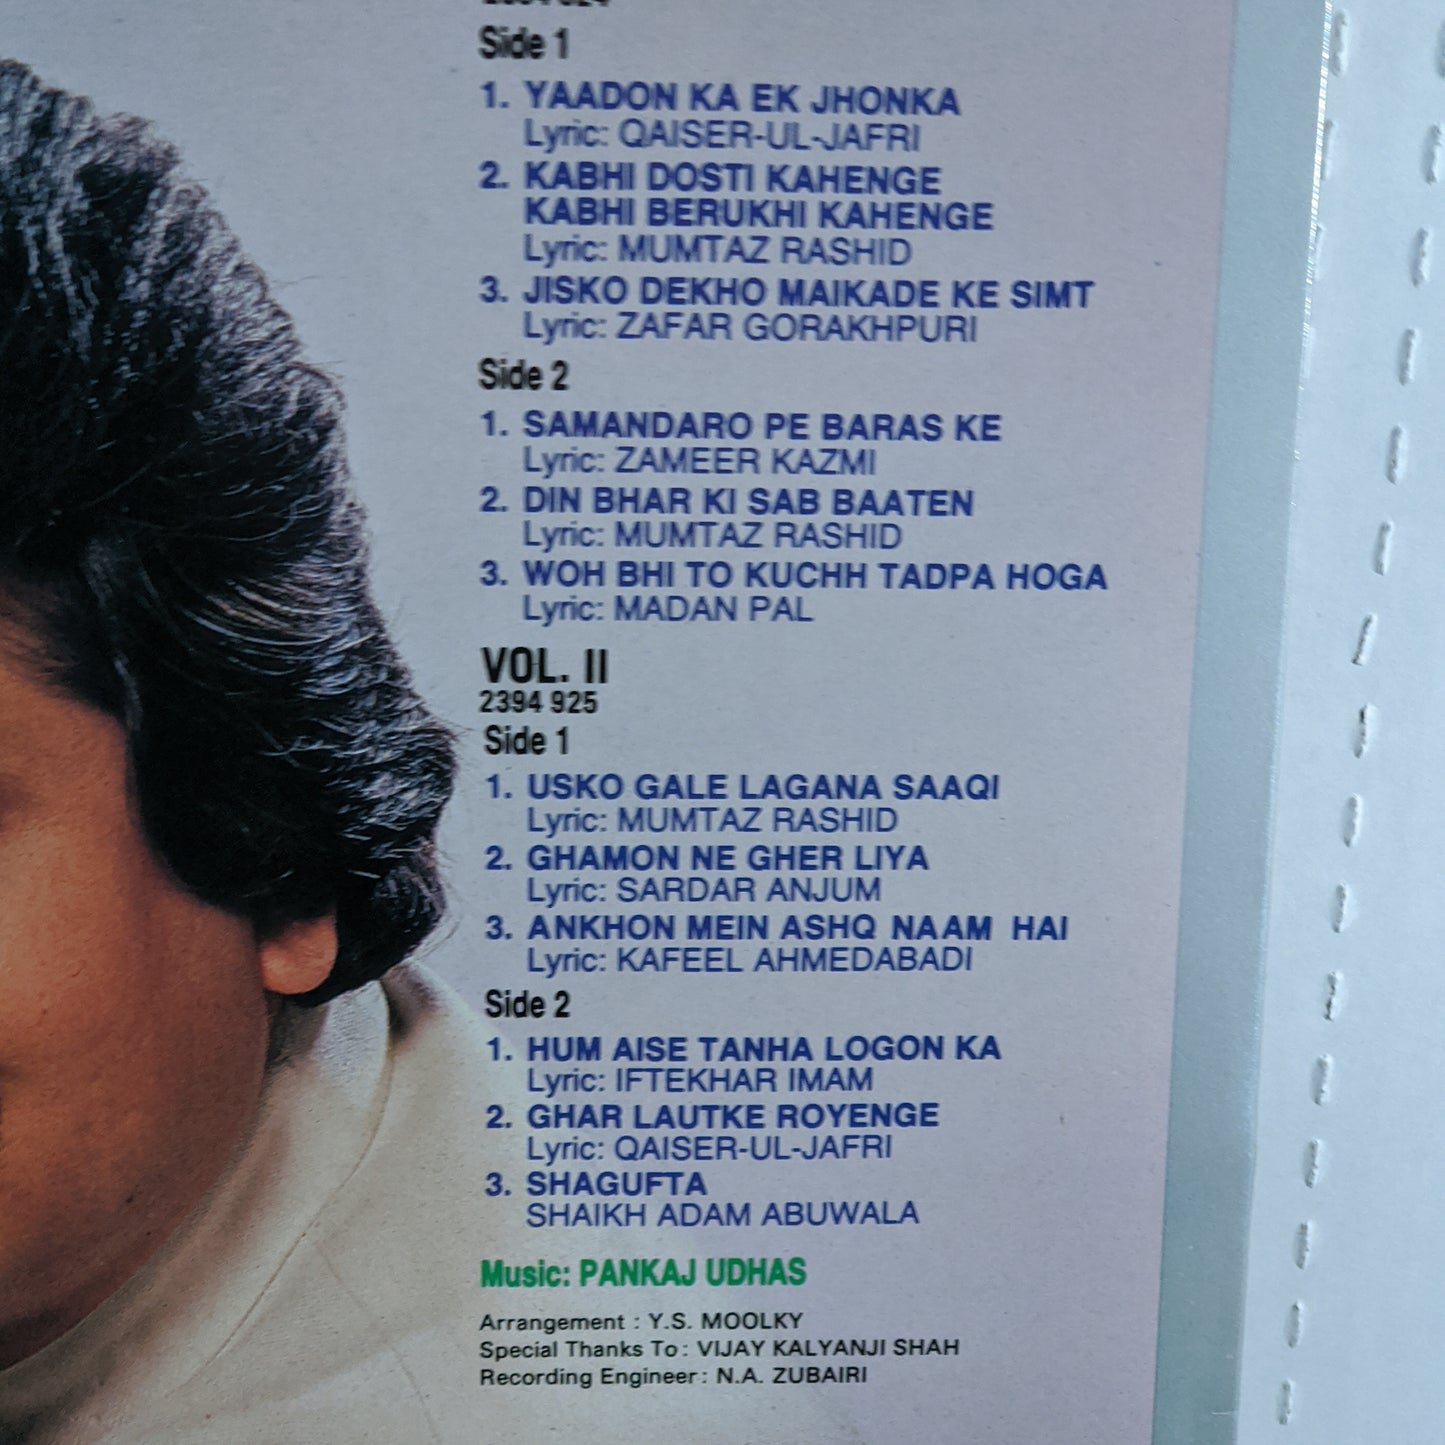 Side 1
1. YAADON KA EK JHONKA
Lyric: QAISER-UL-JAFRI
2. KABHI DOSTI KAHENGE
KABHI BERUKHI KAHENGE
Lyric: MUMTAZ RASHID
3. JISKO DEKHO MAIKADE KE SIMT
Lyric: ZAFAR GORAKHPURI
Side 2
1. SAMANDARO PE BARAS KE
Lyric: ZAMEER KAZMI
2. DIN BHAR KI SAB BAATEN
Lyric: MUMTAZ RASHID
3. WOH BHI TO KUCHH TADPA HOGA
Lyric: MADAN PAL
VOL. II
2394 925
Side 1
1. USKO GALE LAGANA SAAQI
Lyric: MUMTAZ RASHID
2. GHAMON NE GHER LIYA
Lyric: SARDAR ANJUM
3. ANKHON MEIN ASHQ NAAM HAI
Lyric: KAFEEL AHMEDABADI
Side 2
1. HUM AISE TANHA LOGON KA
Lyric: IFTEKHAR IMAM
2. GHAR LAUTKE ROYENGE
Lyric: QAISER-UL-JAFRI
3. SHAGUFTA
SHAIKH ADAM ABUWALA
Music: PANKAJ UDHAS
Arrangement : Y.S. MOOLKY
Special Thanks To : VIJAY KALYANJI SHAH
Recording Engineer : N.A. ZUBAIRI